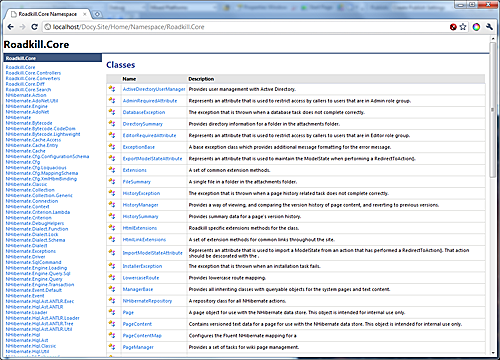 Roadkill.Core Namespace
localhost/Docy.Site/Home/Namespace/Roadkill.Core
Roadkill.Core
Roadkill.Core
Roadkill.Core
Roadkill.Core.Controllers
Roadkill.Core.Converters
Roadkill.Core.Diff
Roadkill.Core.Search
NHibernate.Action
NHibernate.AdoNet.Util
NHibernate.Engine
NHibernate.AdoNet
NHibernate
NHibernate.Bytecode
NHibernate.Bytecode.CodeDom
NHibernate.Bytecode.Lightweight
NHibernate.Cache.Access
NHibernate.Cache.Entry
NHibernate.Cache
NHibernate.Cfg.ConfigurationSchema
NHibernate.Cfg
NHibernate.Cfg.Loquacious
NHibernate.Cfg.MappingSchema
NHibernate.Cfg.XmlHbmBinding
NHibernate.Classic
NHibernate.Collection
NHibernate.Collection.Generic
NHibernate.Connection
NHibernate.Context
NHibernate.Criterion.Lambda
NHibernate.Criterion
NHibernate.DebugHelpers
NHibernate.Dialect.Function
NHibernate.Dialect.Lock
NHibernate.Dialect.Schema
NHibernate.Dialect
NHibernate.Exceptions
NHibernate.Driver
NHibernate.SqlCommand
NHibernate.Engine.Loading
NHibernate.Engine.Query.Sql
NHibernate.Engine.Query
NHibernate.Engine.Transaction
NHibernate.Event.Default
NHibernate.Event
NHibernate.Hql.Ast.ANTLR.Exec
NHibernate.Hql.Ast.ANTLR
NHibernate.Hql.Ast.ANTLR.Loader
NHibernate.Hql.Ast.ANTLR.Tree
NHibernate.Hql.Ast.ANTLR.Util
NHibernate.Hql.Ast
NHibernate.Hql.Classic
NHibernate.Hql.Util
Classes
Name Description
ActiveDirectoryUserManager Provides user management with Active Directory.
AdminRequiredAttribute Represents an attribute that is used to restrict access by callers to users that are in Admin role group.
DatabaseException The exception that is thrown when a database task does not complete correctly.
DirectorySummary Provides directory information for a folder in the attachments folder.
EditorRequiredAttribute Represents an attribute that is used to restrict access by callers to users that are in Editor role group.
ExceptionBase A base exception class which provides additional message formatting for the error message.
ExportModelStateAttribute Represents an attribute that is used to maintain the ModelState when performing a RedirectToAction().
Extensions A set of common extension methods.
FileSummary A single file in a folder in the attachments folder.
HistoryException The exception that is thrown when a page history related task does not complete correctly.
HistoryManager Provides a way of viewing, and comparing the version history of page content, and reverting to previous versions.
HistorySummary Provides summary data for a page's version history.
HtmlExtensions Roadkill specific extensions methods for the class.
HtmlLinkExtensions A set of extension methods for common links throughout the site.
ImportModelStateAttribute Represents an attribute that is used to import a ModelState from an action that has performed a RedirectToAction(). That action
should be descorated with the .
InstallerException The exception that is thrown when an installation task fails.
LowercaseRoute Provides lowercase route mapping.
ManagerBase Provides all inheriting classes with queryable objects for the system pages and text content.
NHibernateRepository A repository class for all NHibernate actions.
Page A page object for use with the NHibernate data store. This object is intended for internal use only.
PageContent Contains versioned text data for a page for use with the NHibernate data store. This object is intended for internal use only.
PageContentMap Configures the Fluent NHibernate mapping for a
PageManager Provides a set of tasks for wiki page management.